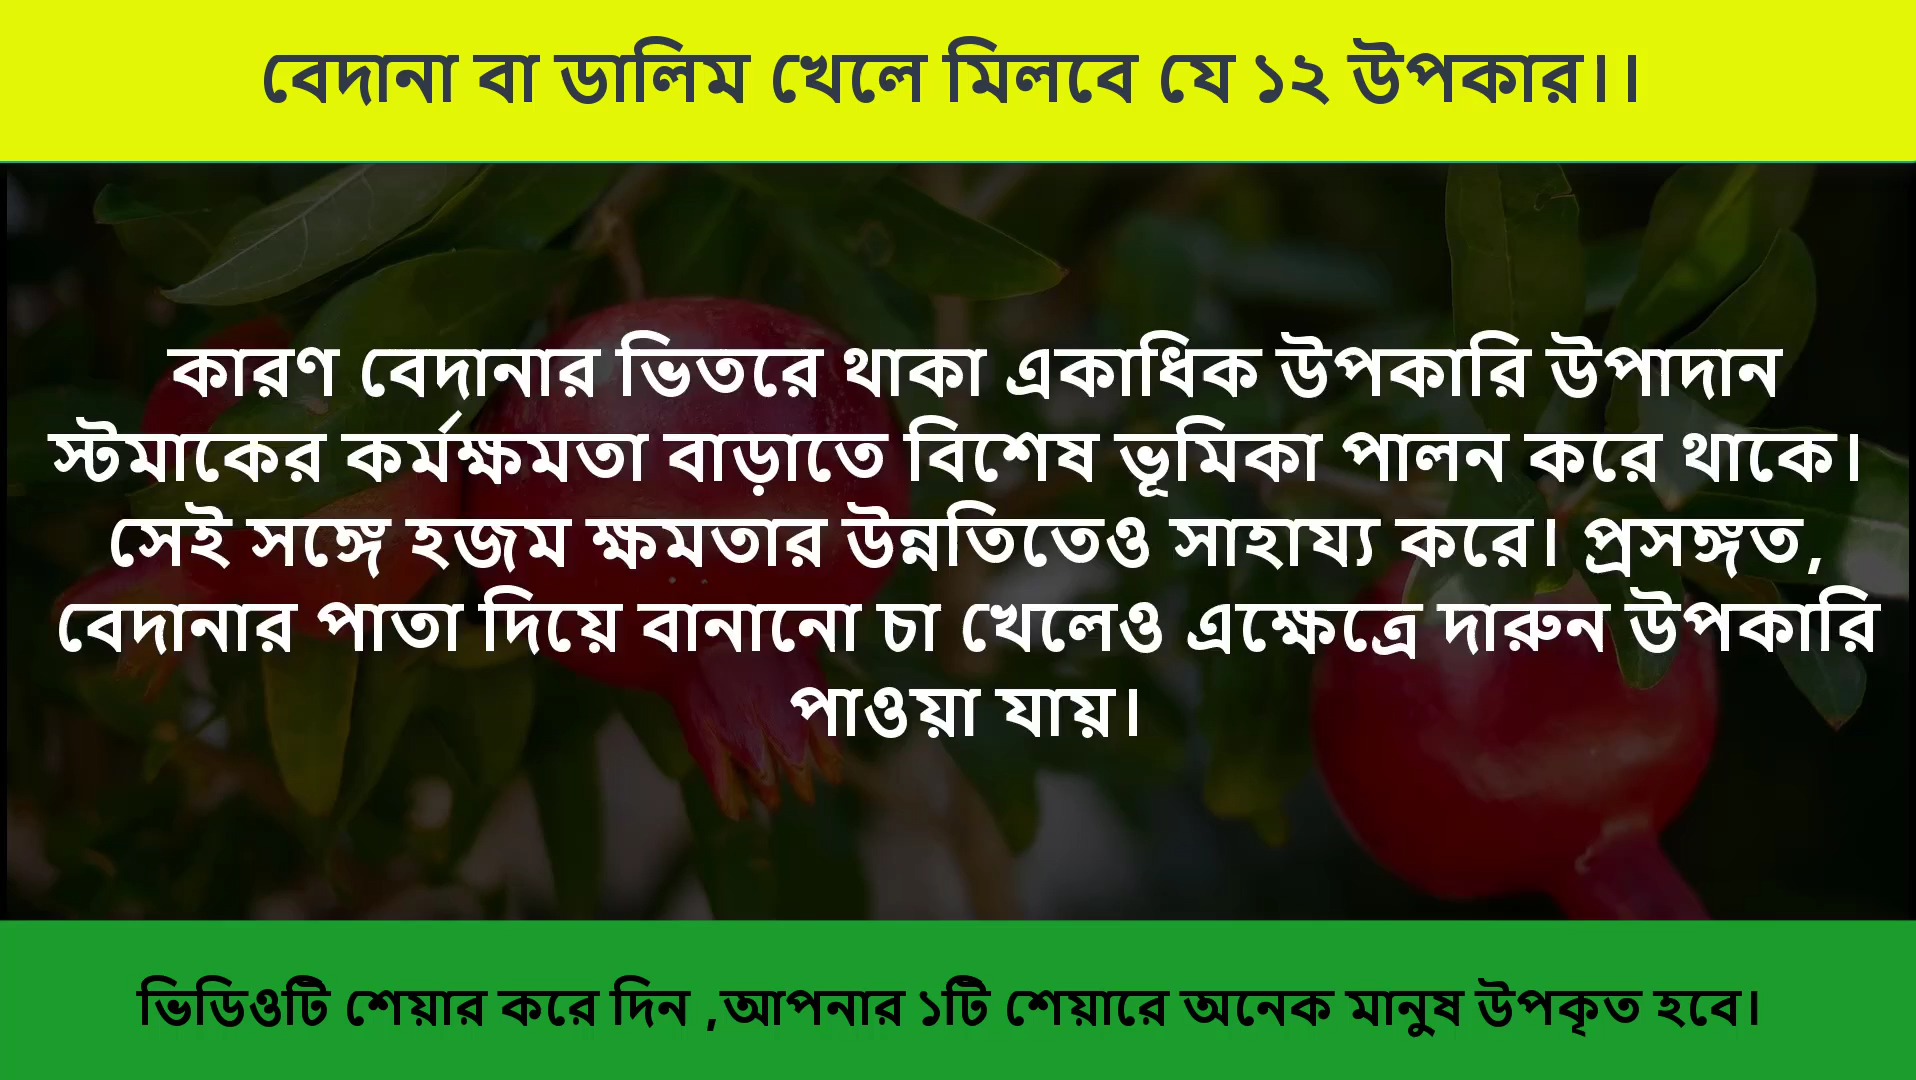 বেদানা বা ডালিম খেলে মিলবে যে ১২ উপকার।।
কারণ বেদানার ভিতরে থাকা একাধিক উপকারি উপাদান
স্টমাকের কর্মক্ষমতা বাড়াতে বিশেষ ভূমিকা পালন করে থাকে।
সেই সঙ্গে হজম ক্ষমতার উন্নতিতেও সাহায্য করে। প্রসঙ্গত,
বেদানার পাতা দিয়ে বানানো চা খেলেও এক্ষেত্রে দারুন উপকারি
পাওয়া যায়।
ভিডিওটি শেয়ার করে দিন ,আপনার ১টি শেয়ারে অনেক মানুষ উপকৃত হবে।